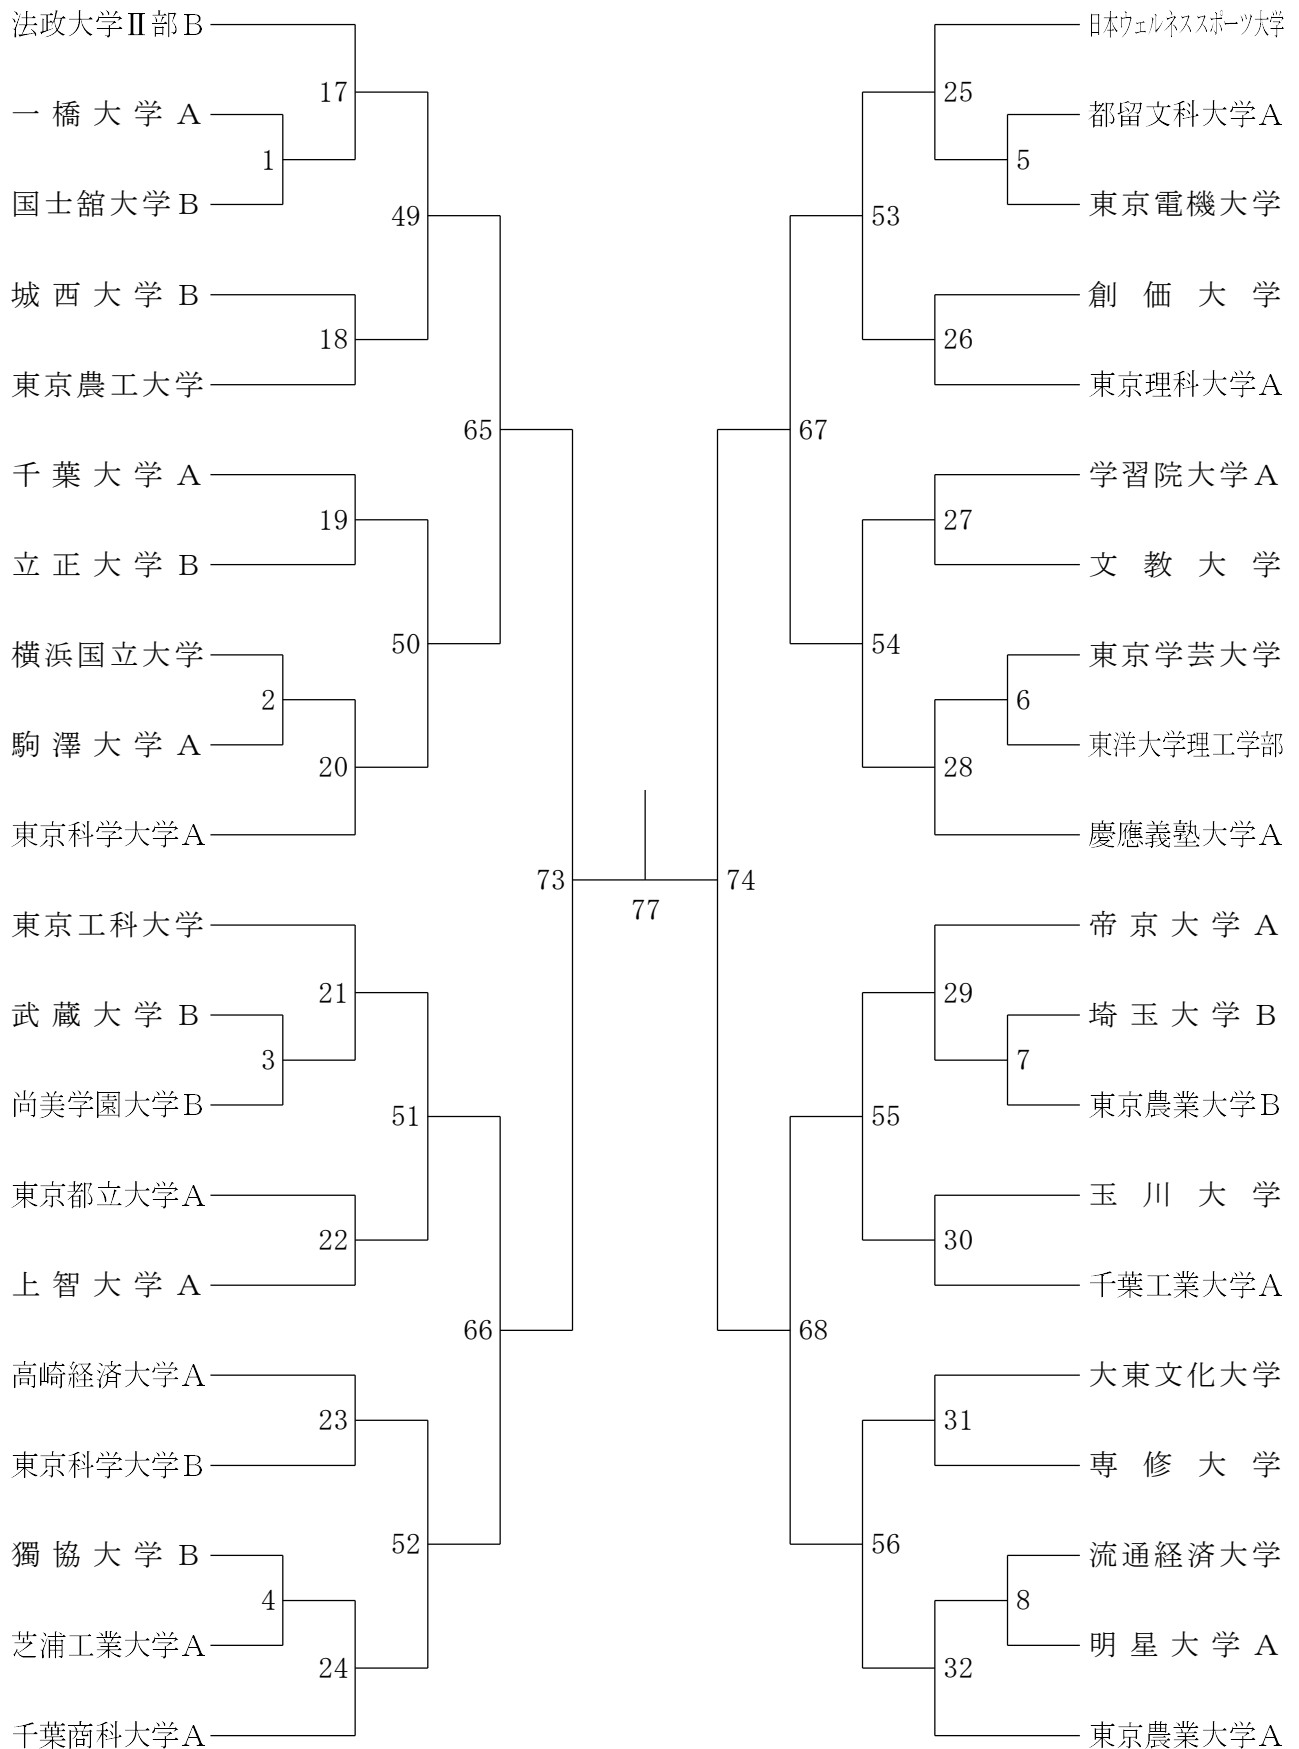 法政大学Ⅱ部B
17
一橋大学A
1
国士舘大学B
49
城西大学B
18
東京農工大学
65
千葉大学A
19
立正大学B
50
横浜国立大学
2
駒澤大学A
20
東京科学大学A
73
東京工科大学
21
武蔵大学B
3
尚美学園大学B
51
東京都立大学A
22
上智大学A
66
高崎経済大学A
23
東京科学大学B
52
獨協大学B
4
芝浦工業大学A
24
千葉商科大学A
77
日本ウェルネススポーツ大学
25
都留文科大学A
5
東京電機大学
53
創価大学
26
東京理科大学A
67
学習院大学A
27
文教大学
54
東京学芸大学
6
東洋大学理工学部
28
慶應義塾大学A
74
帝京大学A
29
埼玉大学B
7
東京農業大学B
55
玉川大学
30
千葉工業大学A
68
大東文化大学
31
専修大学
56
流通経済大学
8
明星大学A
32
東京農業大学A